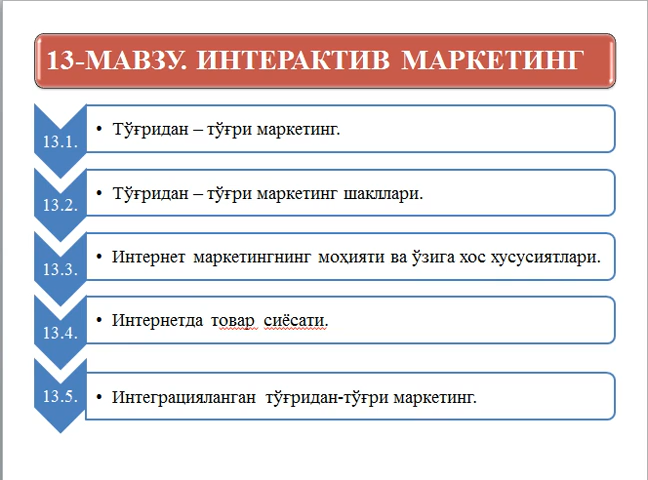 13-МАВЗУ. ИНТЕРАКТИВ МАРКЕТИНГ
13.1.
• Тўғридан – тўғри маркетинг.
13.2.
• Тўғридан – тўғри маркетинг шакллари.
13.3.
• Интернет маркетингнинг моҳияти ва ўзига хос хусусиятлари.
13.4.
• Интернетда товар сиёсати.
13.5.
• Интеграцияланган тўғридан-тўғри маркетинг.